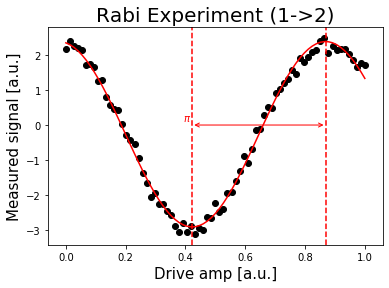 Rabi Experiment (1->2)
Measured signal [a.u.]
2
1
0
−1
−2
−3
π
0.0 0.2 0.4 0.6 0.8 1.0
Drive amp [a.u.]